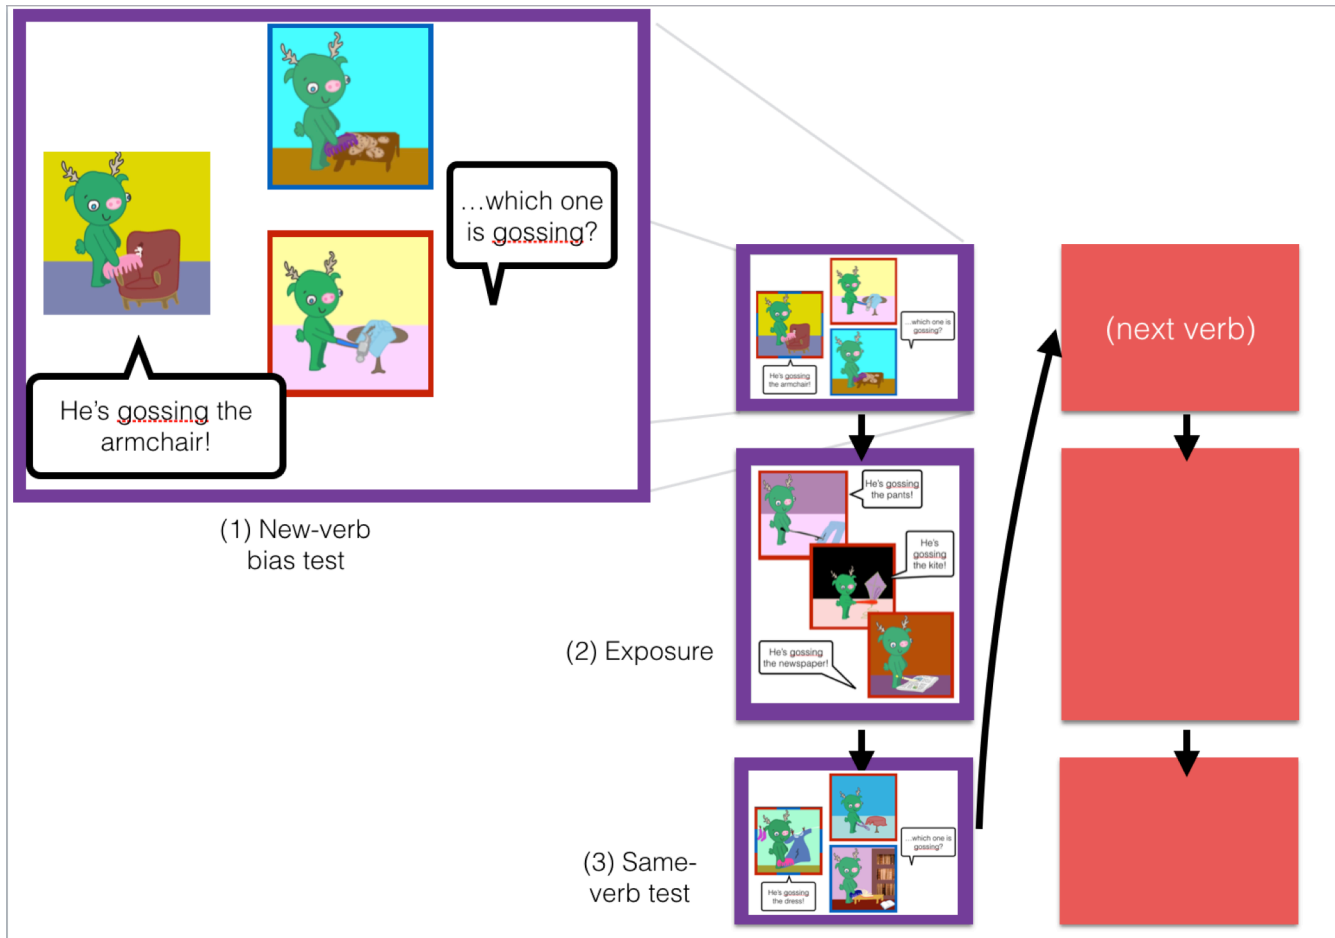 …which one
is gossing?
He's gossing the
armchair!
(1) New-verb
bias test
…which one is
gossing?
He's gossing
the armchair!
(next verb)
He's gossing
the pants!
He's
gossing
the kite!
He's gossing
the newspaper!
(2) Exposure
…which one is
gossing?
He's gossing
the dress!
(3) Same-
verb test